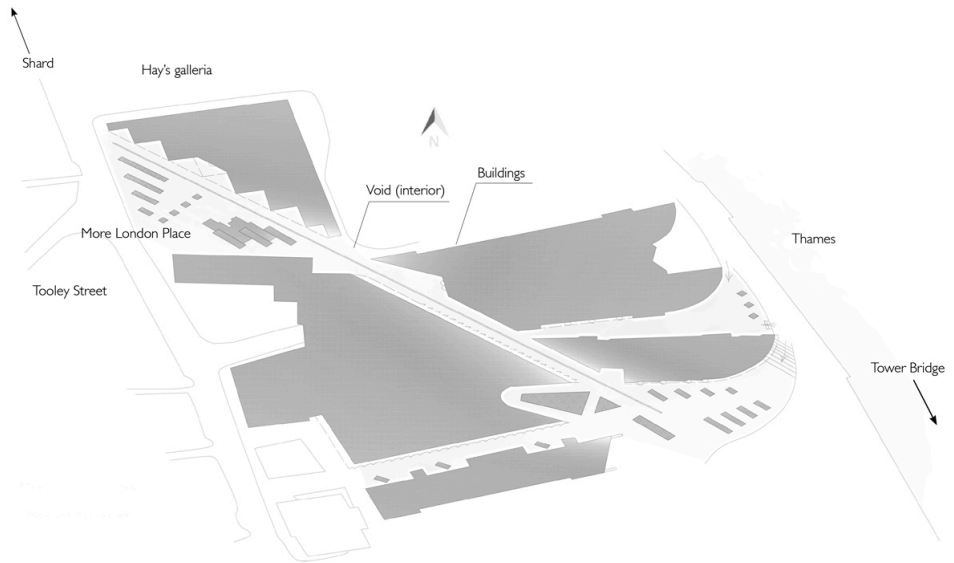 Shard
Hay's galleria
N
Void (interior)
Buildings
More London Place
Thames
Tooley Street
Tower Bridge